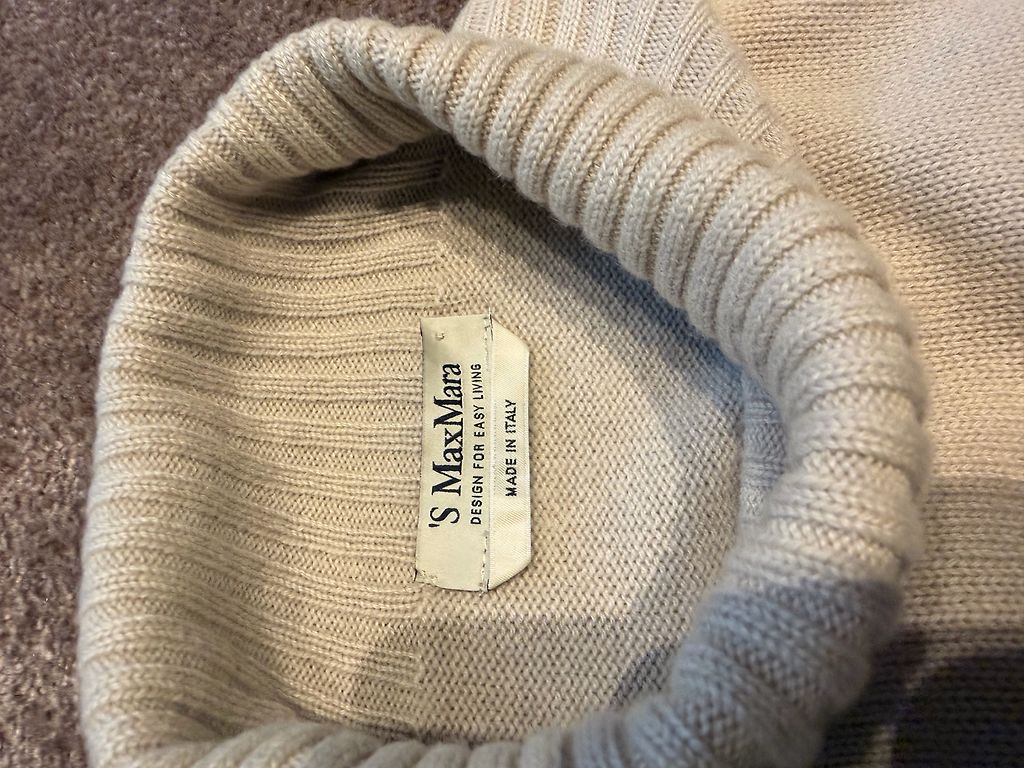 'S MaxMara
DESIGN FOR EASY LIVING
MADE IN ITALY